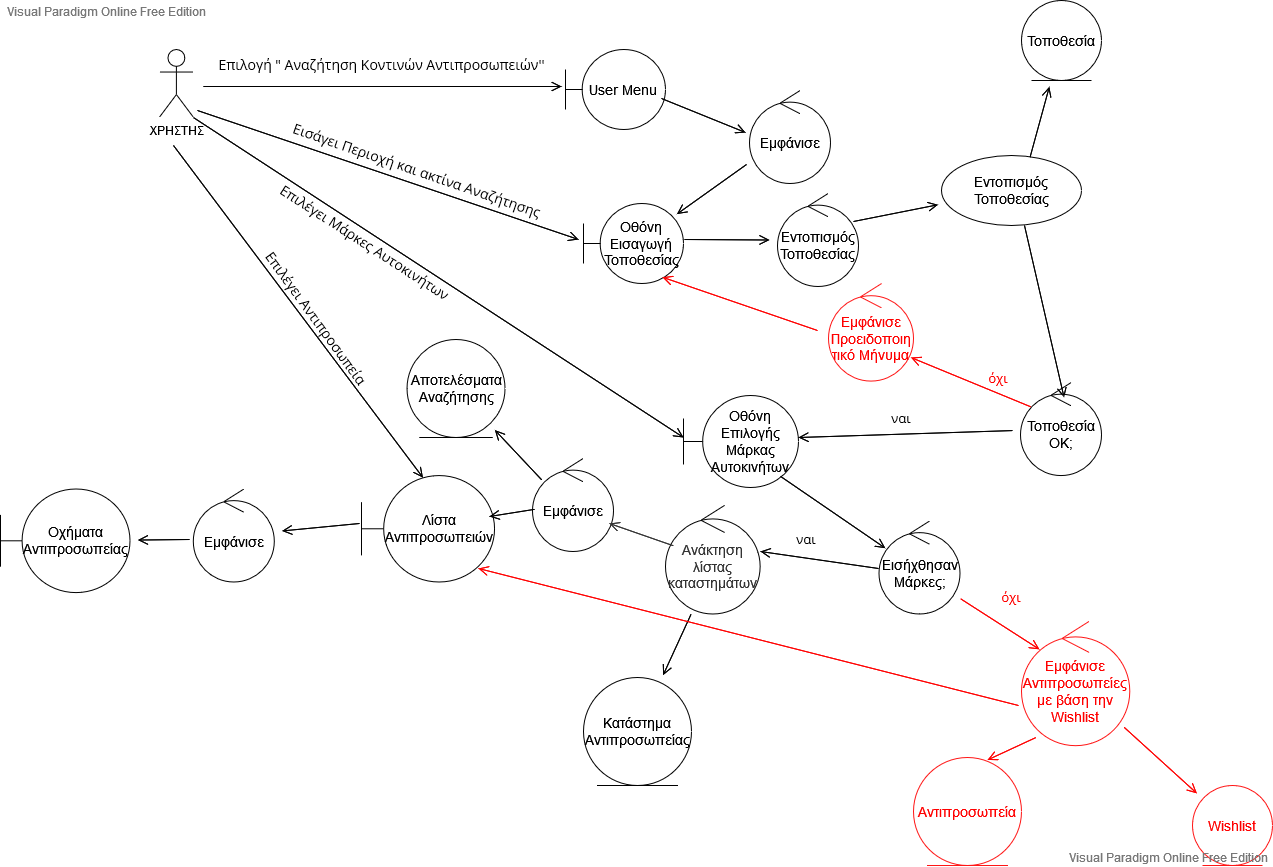 Visual Paradigm Online Free Edition
Τοποθεσία
Επιλογή " Αναζήτηση Κοντινών Αντιπροσωπειών"
User Menu
ΧΡΗΣΤΗΣ
Εμφάνισε
Εισάγει Περιοχή και ακτίνα Αναζήτησης
Εντοπισμός
Τοποθεσίας
Επιλέγει Μάρκες Αυτοκινήτων
Οθόνη
Εισαγωγή
Τοποθεσίας
Εντοπισμός
Τοποθεσίας
Επιλέγει Αντιπροσωπεία
Εμφάνισε
Προειδοποιη
τικό Μήνυμα
όχι
Αποτελέσματα
Αναζήτησης
Οθόνη
Επιλογής
Μάρκας
Αυτοκινήτων
ναι
Τοποθεσία
ΟΚ;
Οχήματα
Αντιπροσωπείας
Εμφάνισε
Λίστα
Αντιπροσωπειών
Εμφάνισε
Ανάκτηση
λίστας
καταστημάτων
ναι
Εισήχθησαν
Μάρκες;
όχι
Εμφάνισε
Αντιπροσωπείες
με βάση την
Wishlist
Κατάστημα
Αντιπροσωπείας
Αντιπροσωπεία
Wishlist
Visual Paradigm Online Free Edition